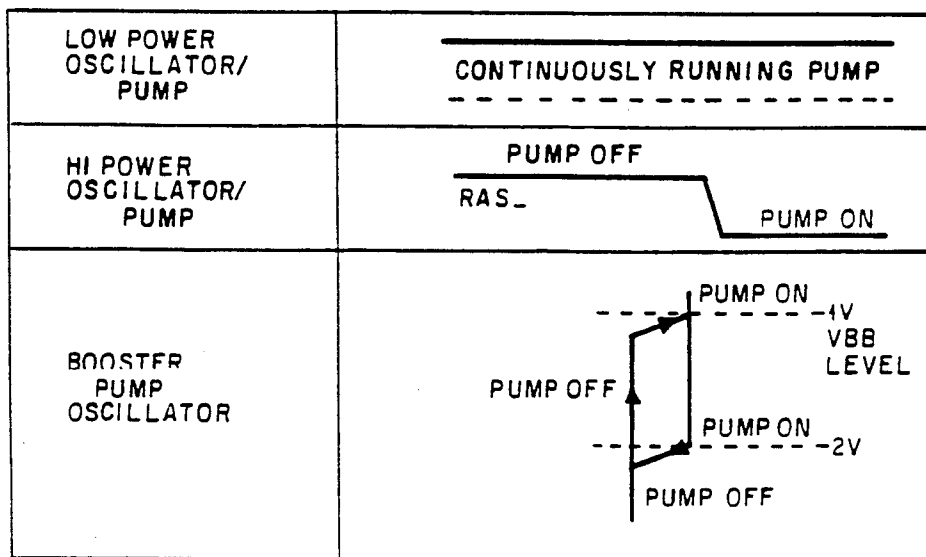 LOW POWER
OSCILLATOR/
PUMP
CONTINUOUSLY RUNNING PUMP
HI POWER
OSCILLATOR/
PUMP
PUMP OFF
RAS_
PUMP ON
BOOSTER
PUMP
OSCILLATOR
PUMP ON
-1V
VBB
LEVEL
PUMP OFF
PUMP ON
-2V
PUMP OFF